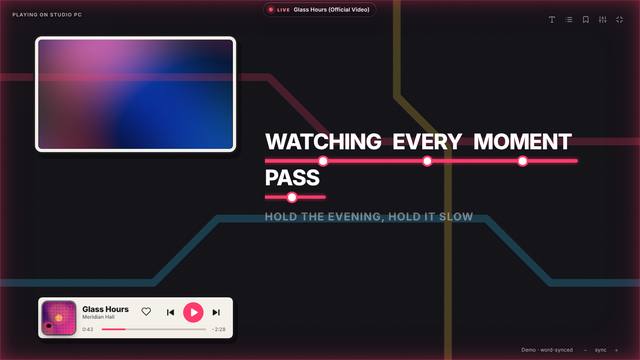 PLAYING ON STUDIO PC
LIVE Glass Hours (Official Video)
WATCHING EVERY MOMENT
PASS
HOLD THE EVENING, HOLD IT SLOW
Glass Hours
Meridian Hall
0:43
-2:28
Demo · word-synced - sync +